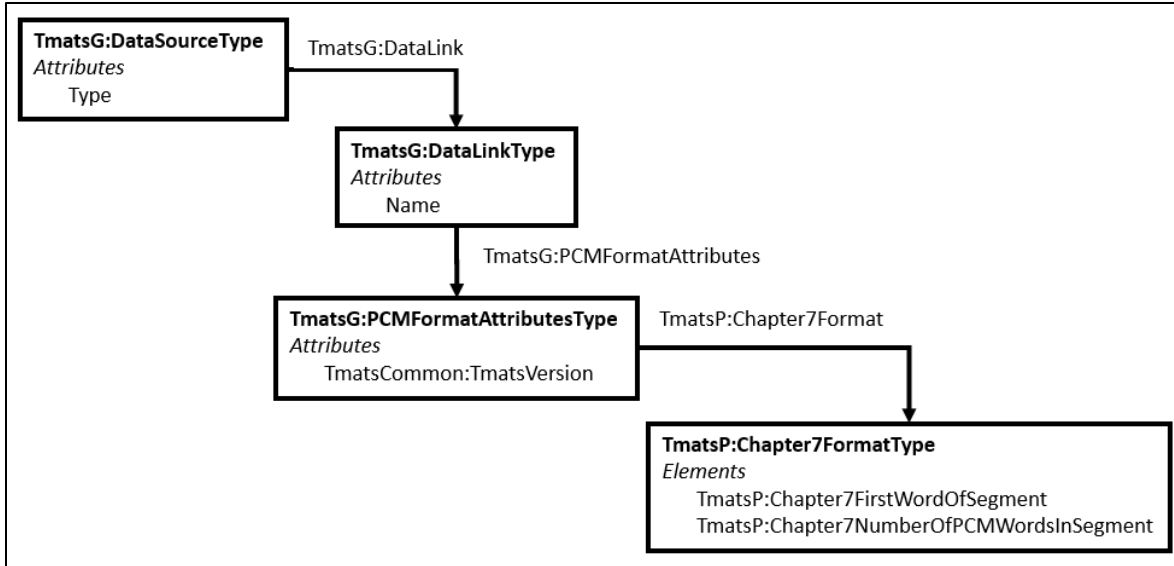 TmatsG:DataSourceType
Attributes
Type
TmatsG:DataLink
TmatsG:DataLinkType
Attributes
Name
TmatsG:PCMFormatAttributes
TmatsG:PCMFormatAttributesType
Attributes
TmatsCommon:TmatsVersion
TmatsP:Chapter7Format
TmatsP:Chapter7FormatType
Elements
TmatsP:Chapter7FirstWordOfSegment
TmatsP:Chapter7NumberOfPCMWordsInSegment